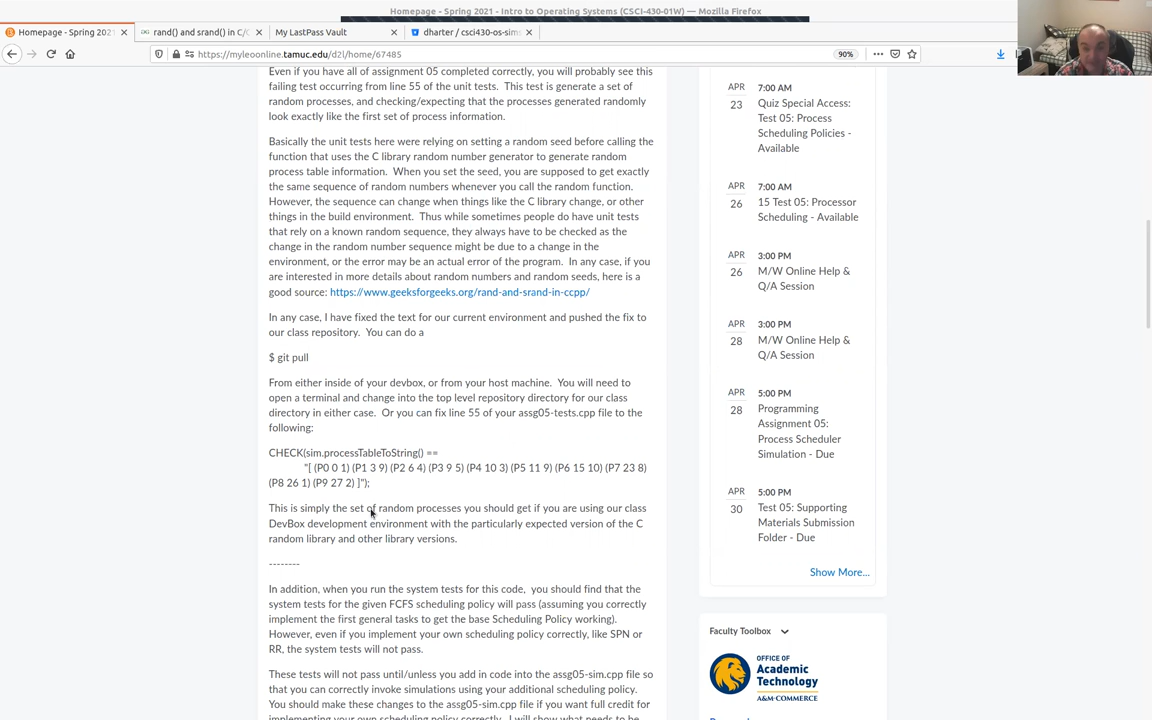 Homepage - Spring 2021 - Intro to Operating Systems (CSCI-430-01W) — Mozilla Firefox
Homepage - Spring 2021
rand() and srand() in C/C
My LastPass Vault
dharter / csci430-os-sims
https://myleoonline.tamuc.edu/d2l/home/67485
90%
Even if you have all of assignment 05 completed correctly, you will probably see this
failing test occurring from line 55 of the unit tests. This test is generate a set of
random processes, and checking/expecting that the processes generated randomly
look exactly like the first set of process information.
Basically the unit tests here were relying on setting a random seed before calling the
function that uses the C library random number generator to generate random
process table information. When you set the seed, you are supposed to get exactly
the same sequence of random numbers whenever you call the random function.
However, the sequence can change when things like the C library change, or other
things in the build environment. Thus while sometimes people do have unit tests
that rely on a known random sequence, they always have to be checked as the
change in the random number sequence might be due to a change in the
environment, or the error may be an actual error of the program. In any case, if you
are interested in more details about random numbers and random seeds, here is a
good source: https://www.geeksforgeeks.org/rand-and-srand-in-ccpp/
In any case, I have fixed the text for our current environment and pushed the fix to
our class repository. You can do a
$ git pull
From either inside of your devbox, or from your host machine. You will need to
open a terminal and change into the top level repository directory for our class
directory in either case. Or you can fix line 55 of your assg05-tests.cpp file to the
following:
CHECK(sim.processTableToString() ==
"[ (P0 0 1) (P1 3 9) (P2 6 4) (P3 9 5) (P4 10 3) (P5 11 9) (P6 15 10) (P7 23 8)
(P8 26 1) (P9 27 2) ]");
This is simply the set of random processes you should get if you are using our class
DevBox development environment with the particularly expected version of the C
random library and other library versions.
--------
In addition, when you run the system tests for this code, you should find that the
system tests for the given FCFS scheduling policy will pass (assuming you correctly
implement the first general tasks to get the base Scheduling Policy working).
However, even if you implement your own scheduling policy correctly, like SPN or
RR, the system tests will not pass.
These tests will not pass until/unless you add in code into the assg05-sim.cpp file so
that you can correctly invoke simulations using your additional scheduling policy.
You should make these changes to the assg05-sim.cpp file if you want full credit for
implementing your own scheduling policy correctly. I will show what needs to be
APR
23
7:00 AM
Quiz Special Access:
Test 05: Process
Scheduling Policies -
Available
APR
26
7:00 AM
15 Test 05: Processor
Scheduling - Available
APR
26
3:00 PM
M/W Online Help &
Q/A Session
APR
28
3:00 PM
M/W Online Help &
Q/A Session
APR
28
5:00 PM
Programming
Assignment 05:
Process Scheduler
Simulation - Due
APR
30
5:00 PM
Test 05: Supporting
Materials Submission
Folder - Due
Show More...
Faculty Toolbox
OFFICE OF
Academic
Technology
A&M-COMMERCE